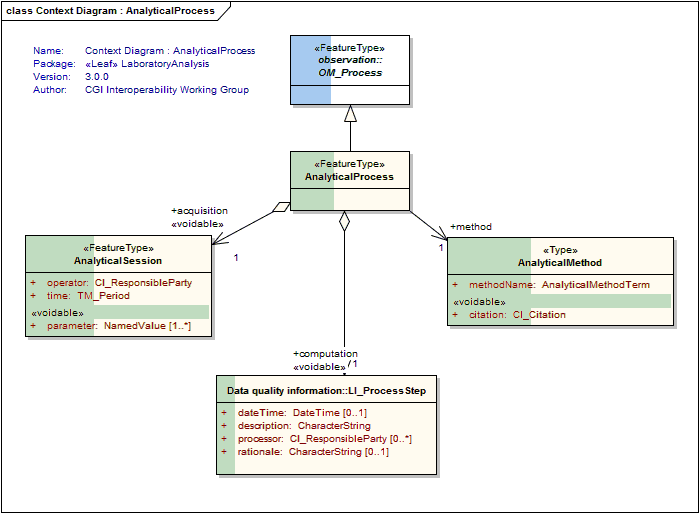 class Context Diagram : AnalyticalProcess
Name: Context Diagram : AnalyticalProcess
Package: «Leaf» LaboratoryAnalysis
Version: 3.0.0
Author: CGI Interoperability Working Group
«FeatureType»
observation::
OM_Process
«FeatureType»
AnalyticalProcess
+acquisition
«voidable»
1
+method
1
«FeatureType»
AnalyticalSession
+ operator: CI_ResponsibleParty
+ time: TM_Period
«voidable»
+ parameter: NamedValue [1..*]
«Type»
AnalyticalMethod
+ methodName: AnalyticalMethodTerm
«voidable»
+ citation: CI_Citation
+computation
«voidable» 1
Data quality information::LI_ProcessStep
+ dateTime: DateTime [0..1]
+ description: CharacterString
+ processor: CI_ResponsibleParty [0..*]
+ rationale: CharacterString [0..1]